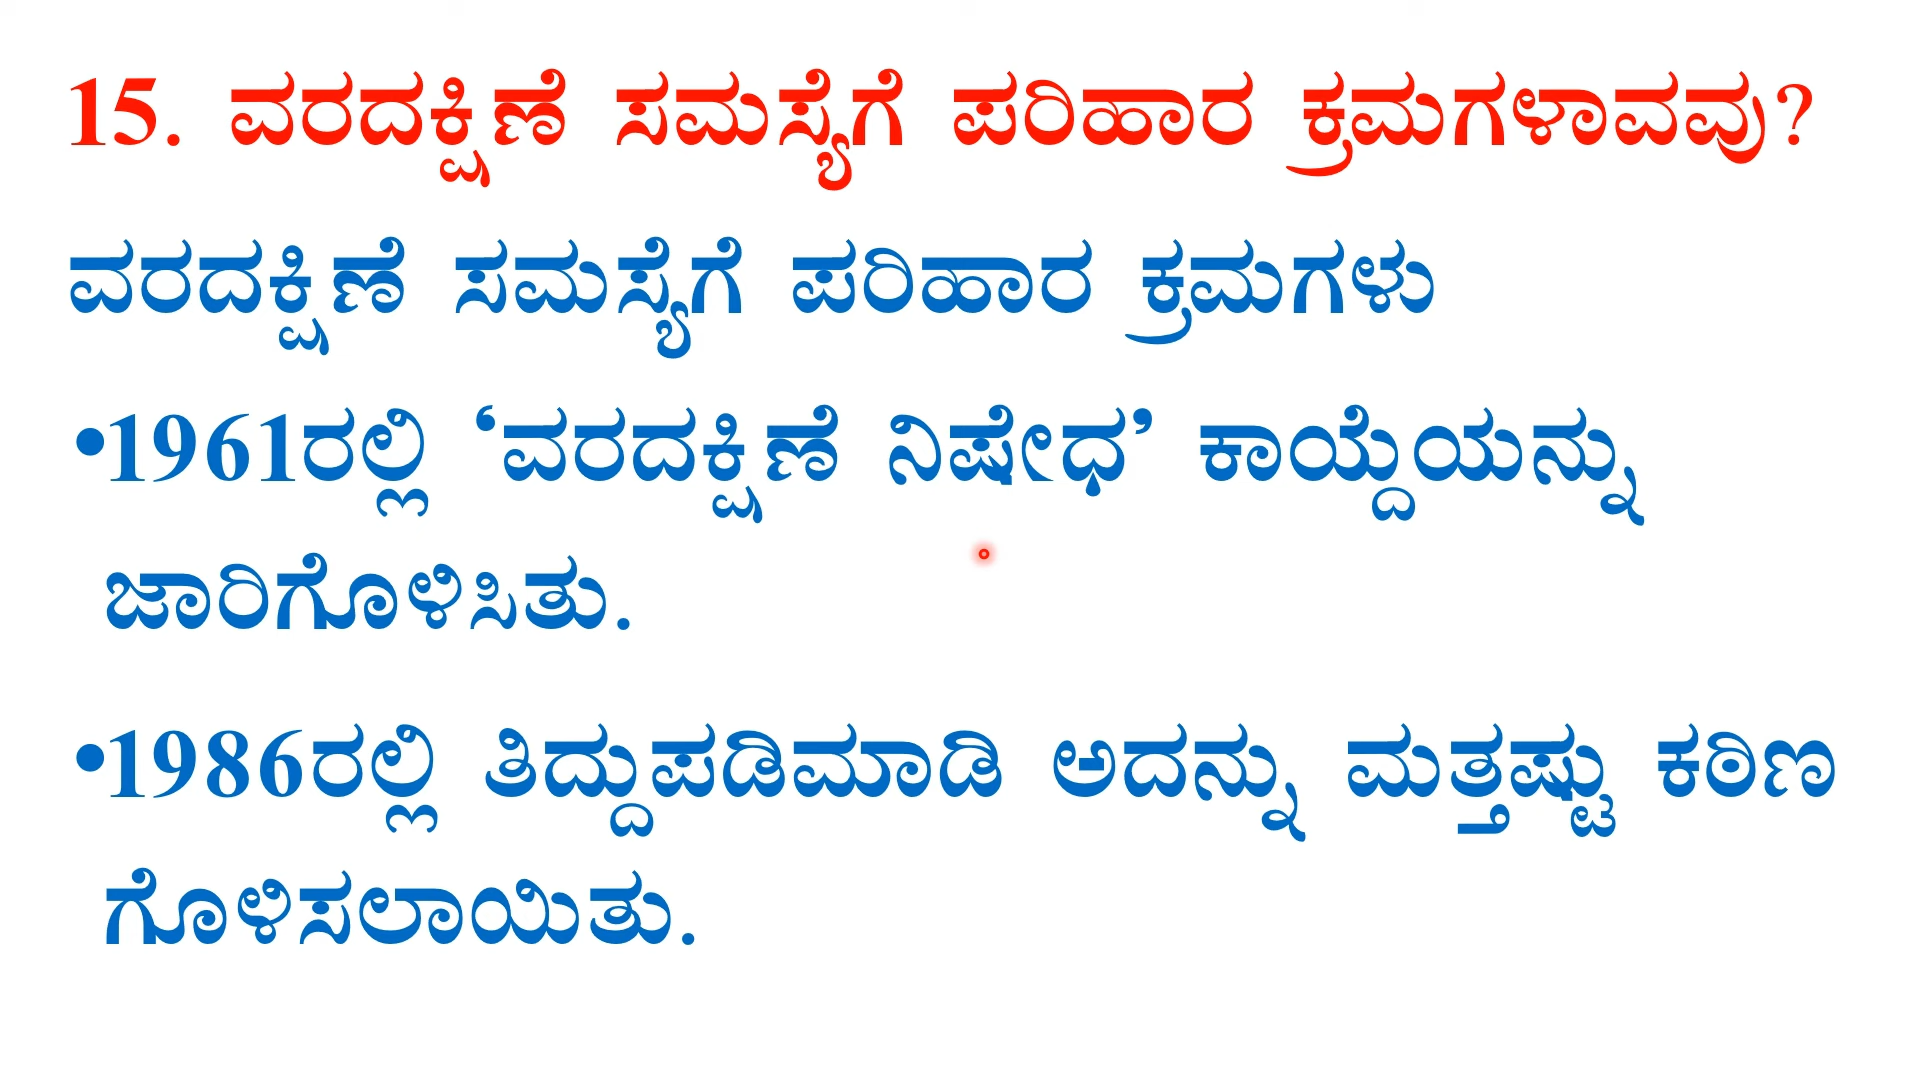 15. ವರದಕ್ಷಿಣೆ ಸಮಸ್ಯೆಗೆ ಪರಿಹಾರ ಕ್ರಮಗಳಾವವು?
ವರದಕ್ಷಿಣೆ ಸಮಸ್ಯೆಗೆ ಪರಿಹಾರ ಕ್ರಮಗಳು
•1961ರಲ್ಲಿ ‘ವರದಕ್ಷಿಣೆ ನಿಷೇಧ’ ಕಾಯ್ದೆಯನ್ನು
ಜಾರಿಗೊಳಿಸಿತು.
•1986ರಲ್ಲಿ ತಿದ್ದುಪಡಿಮಾಡಿ ಅದನ್ನು ಮತ್ತಷ್ಟು ಕಠಿಣ
ಗೊಳಿಸಲಾಯಿತು.